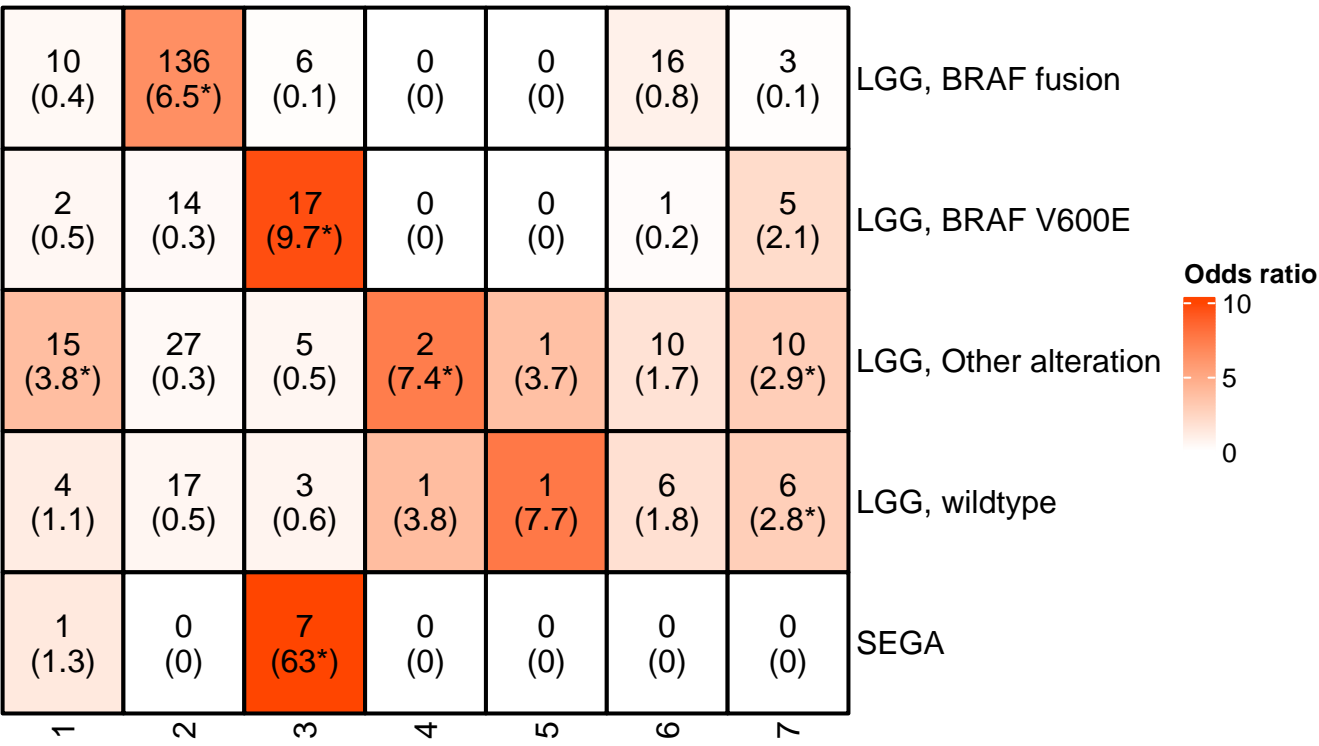 10 136 6 0 0 16 3
(0.4) (6.5*) (0.1) (0) (0) (0.8) (0.1)
LGG, BRAF fusion
2 14 17 0 0 1 5
(0.5) (0.3) (9.7*) (0) (0) (0.2) (2.1)
LGG, BRAF V600E
15 27 5 2 1 10 10
(3.8*) (0.3) (0.5) (7.4*) (3.7) (1.7) (2.9*)
LGG, Other alteration
4 17 3 1 1 6 6
(1.1) (0.5) (0.6) (3.8) (7.7) (1.8) (2.8*)
LGG, wildtype
1 0 7 0 0 0 0
(1.3) (0) (63*) (0) (0) (0) (0)
SEGA
1 2 3 4 5 6 7
Odds ratio
10
5
0